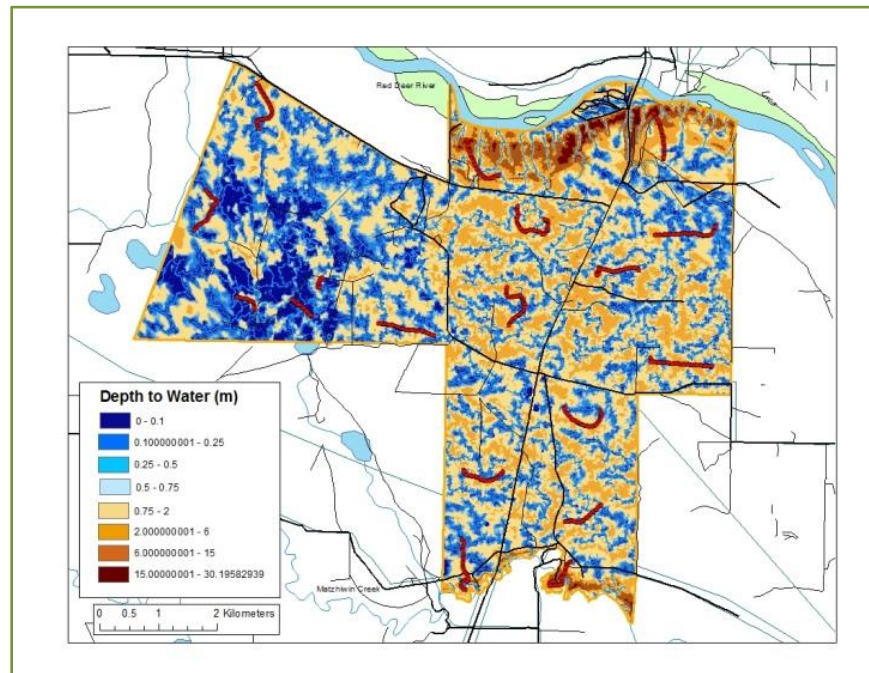 Red Deer River
Depth to Water (m)
0 - 0.1
0.100000001 - 0.25
0.25 - 0.5
0.5 - 0.75
0.75 - 2
2.000000001 - 6
6.000000001 - 15
15.00000001 - 30.19582939
Matzhiwin Creek
0 0.5 1 2 Kilometers